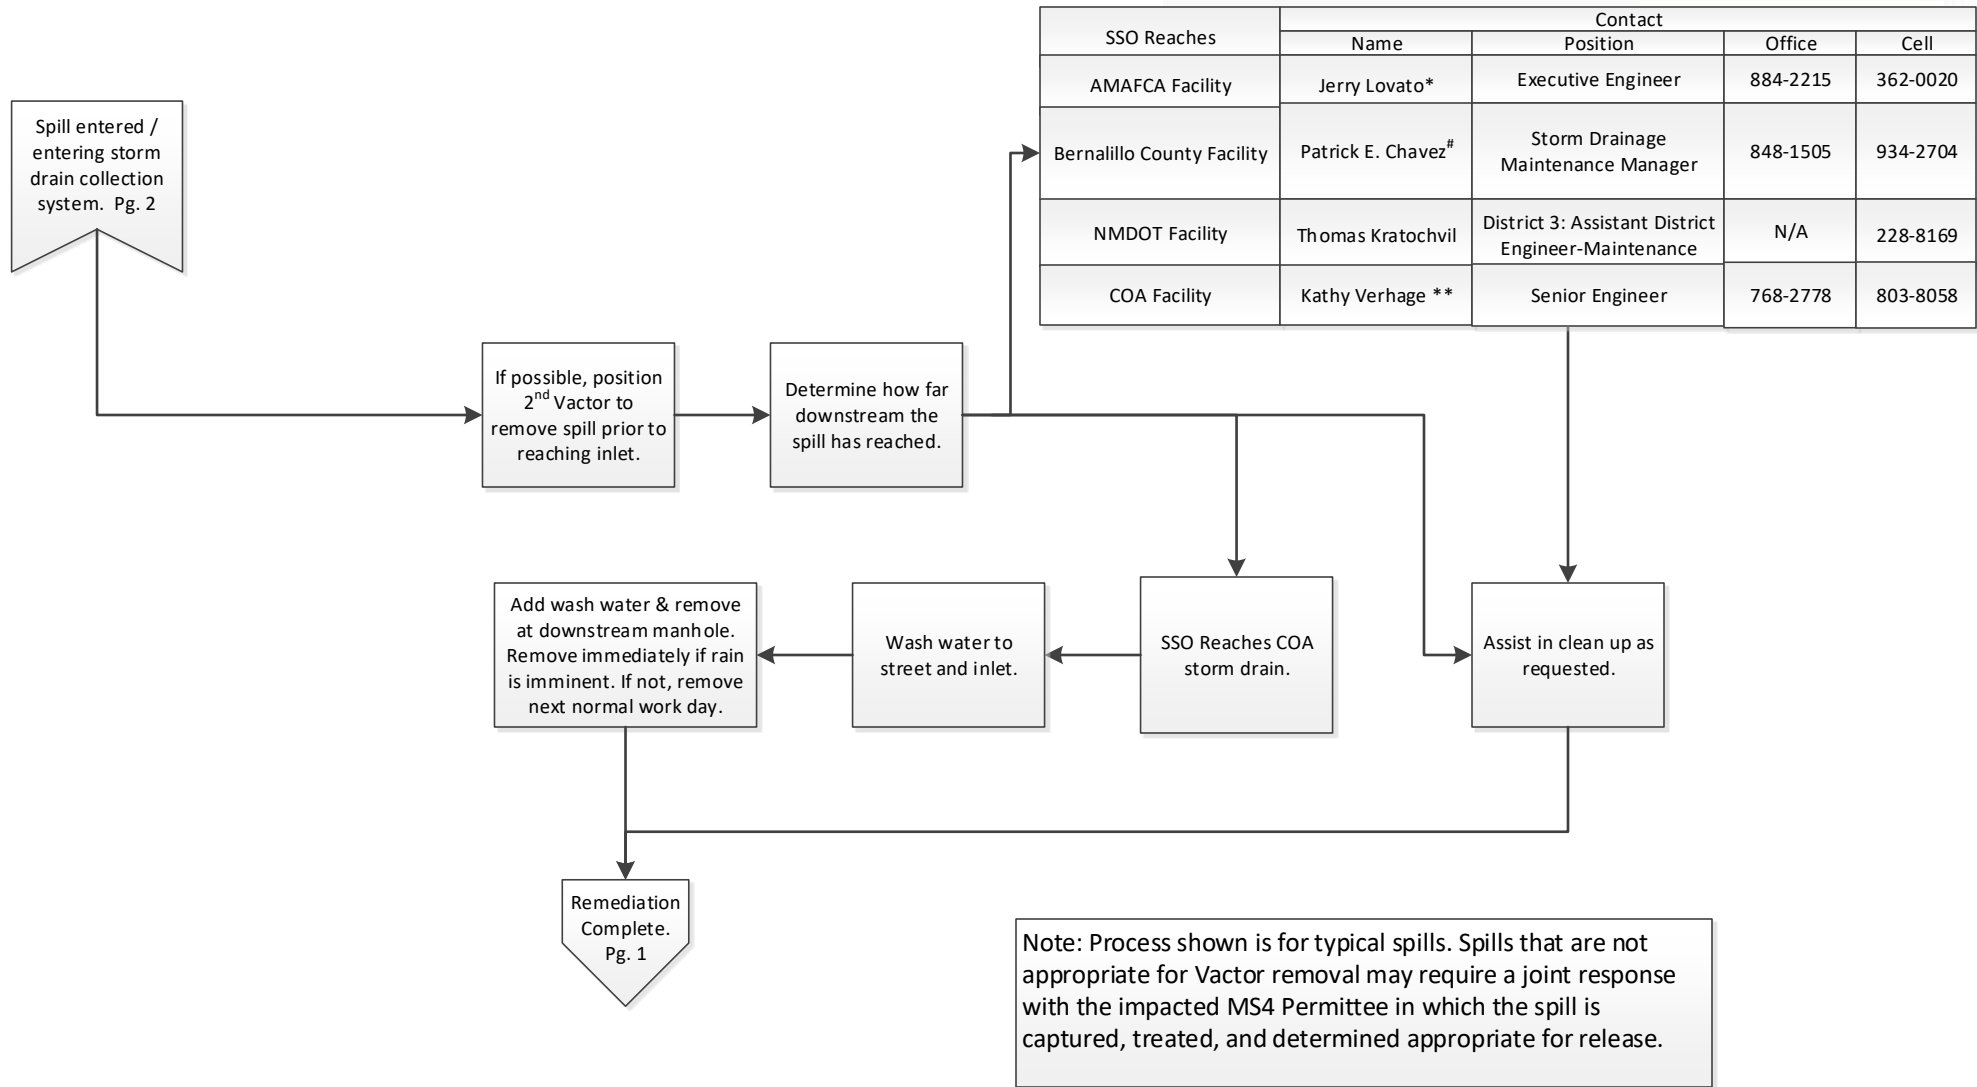 Spill entered /
entering storm
drain collection
system.  Pg. 2
If possible, position
2nd Vactor to
remove spill prior to
reaching inlet.
Determine how far
downstream the
spill has reached.
SSO Reaches
Contact
Name
Position
Office
Cell
AMAFCA Facility
Jerry Lovato*
Executive Engineer
884-2215
362-0020
Bernalillo County Facility
Patrick E. Chavez#
Storm Drainage
Maintenance Manager
848-1505
934-2704
NMDOT Facility
Thomas Kratochvil
District 3: Assistant District
Engineer-Maintenance
N/A
228-8169
COA Facility
Kathy Verhage **
Senior Engineer
768-2778
803-8058
Add wash water & remove
at downstream manhole.
Remove immediately if rain
is imminent. If not, remove
next normal work day.
Wash water to
street and inlet.
SSO Reaches COA
storm drain.
Assist in clean up as
requested.
Remediation
Complete.
Pg. 1
Note: Process shown is for typical spills. Spills that are not
appropriate for Vactor removal may require a joint response
with the impacted MS4 Permittee in which the spill is
captured, treated, and determined appropriate for release.